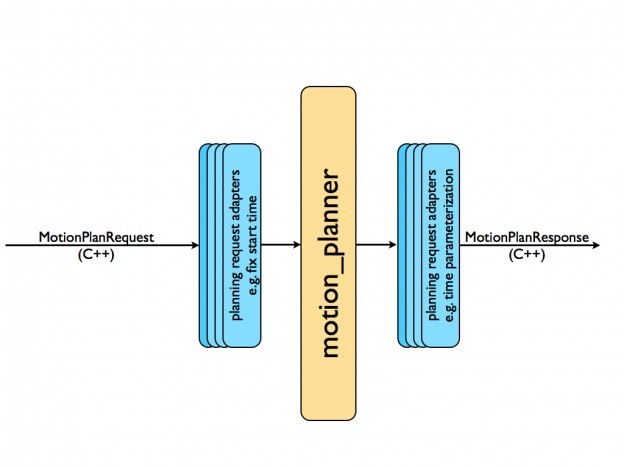 MotionPlanRequest
(C++)
planning request adapters
e.g. fix start time
motion_planner
planning request adapters
e.g. time parameterization
MotionPlanResponse
(C++)